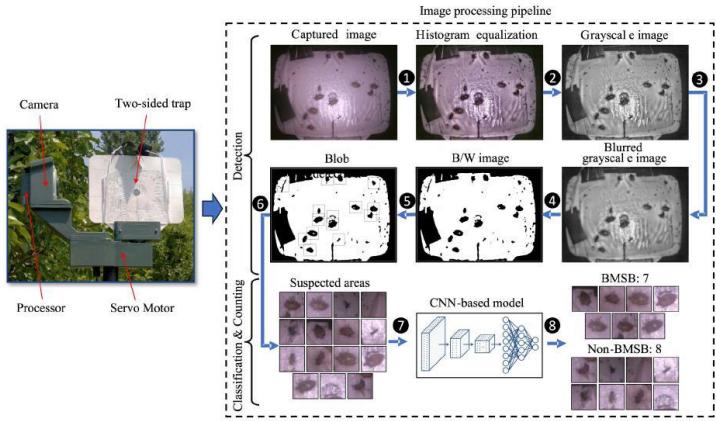 Image processing pipeline
Captured image
Histogram equalization
Grayscal e image
1
2
3
Camera
Two-sided trap
Processor
Servo Motor
Detection
Blob
B/W image
Blurred
grayscal e image
6
5
4
Classification & Counting
Suspected areas
CNN-based model
BMSB: 7
7
8
Non-BMSB: 8